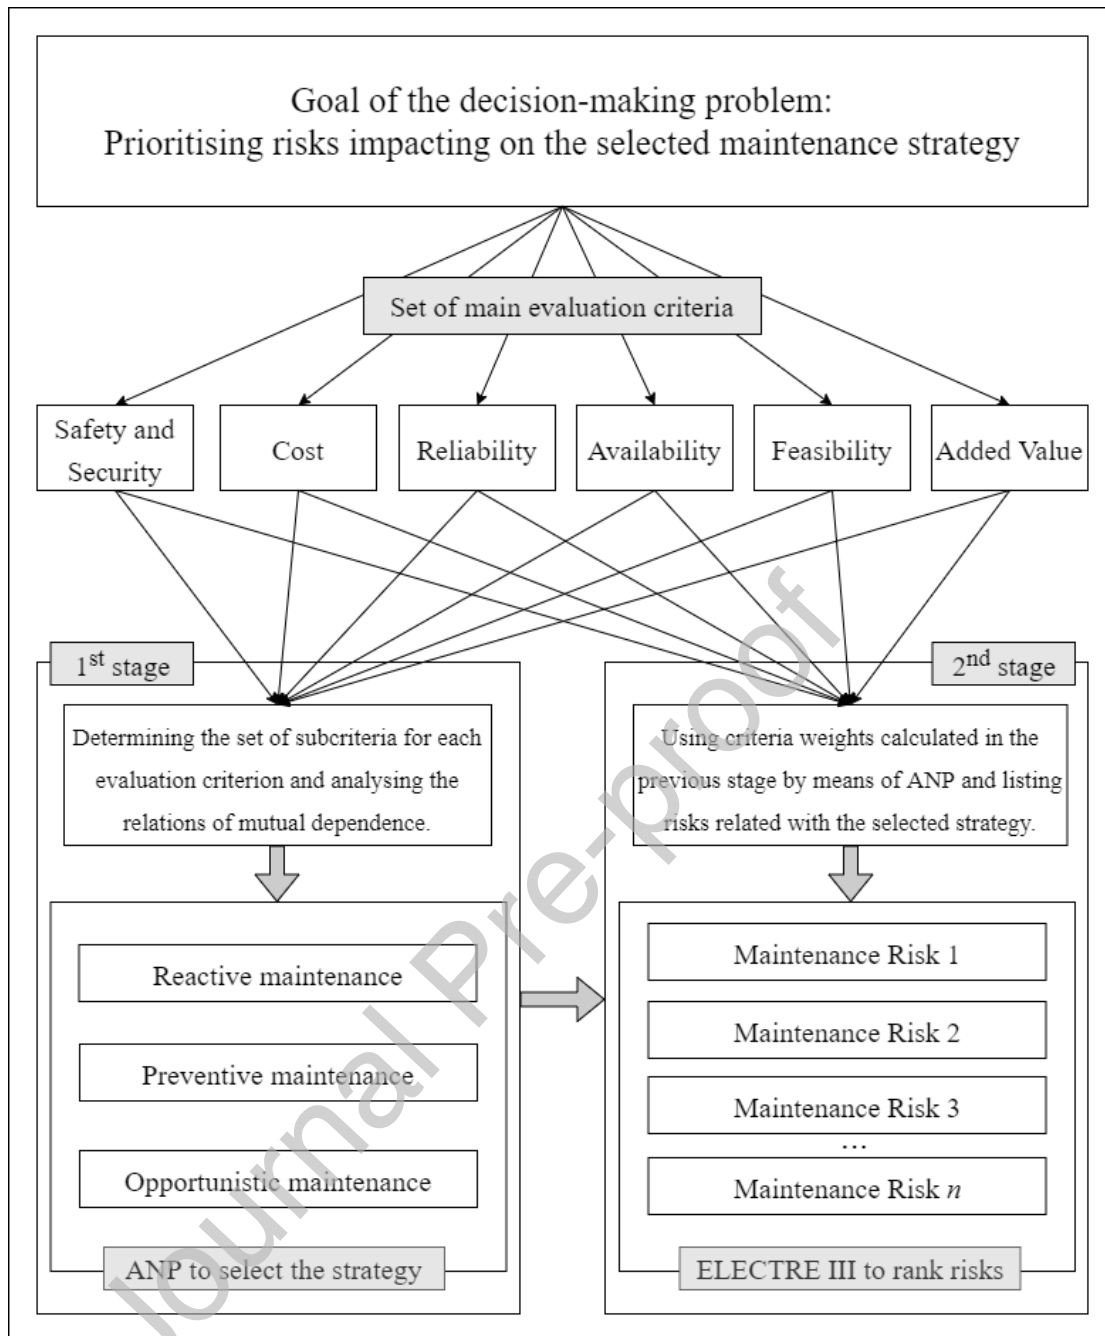 Goal of the decision-making problem:
Prioritising risks impacting on the selected maintenance strategy
Set of main evaluation criteria
Safety and
Security
Cost
Reliability
Availability
Feasibility
Added Value
1st stage
Determining the set of subcriteria for each
evaluation criterion and analysing the
relations of mutual dependence.
Reactive maintenance
Preventive maintenance
Opportunistic maintenance
ANP to select the strategy
2nd stage
Using criteria weights calculated in the
previous stage by means of ANP and listing
risks related with the selected strategy.
Maintenance Risk 1
Maintenance Risk 2
Maintenance Risk 3
...
Maintenance Risk n
ELECTRE III to rank risks
Journal Pre-proof